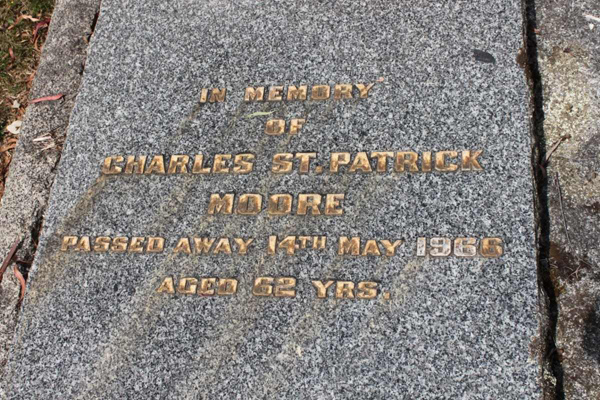 IN MEMORY
OF
CHARLES ST. PATRICK
MOORE
PASSED AWAY 14TH MAY 1966
AGED 62 YRS.